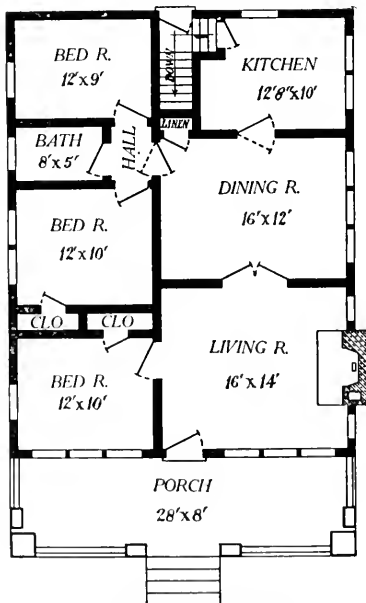 BED R.
12'x9'
DOWN
KITCHEN
12'8"x10'
LINEN
BATH
8'x5'
HALL
DINING R.
16'x12'
BED R.
12'x10'
CLO
CLO
LIVING R.
16'x14'
BED R.
12'x10'
PORCH
28'x8'